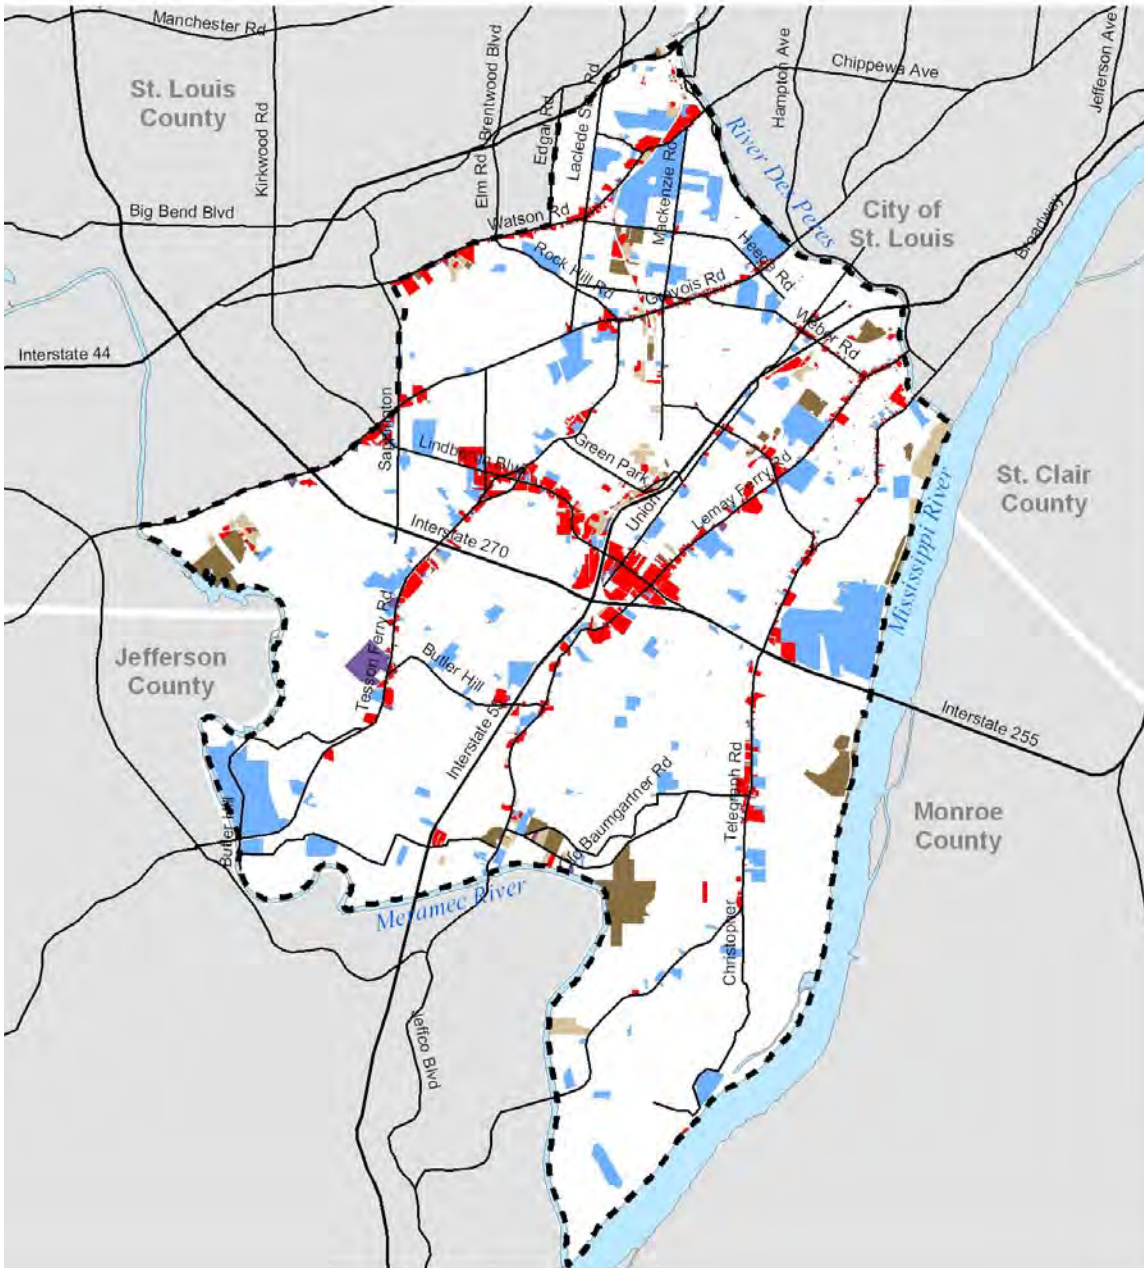 Manchester Rd
Brentwood Blvd
Hampton Ave
Chippewa Ave
Jefferson Ave
St. Louis
County
Kirkwood Rd
Elm Rd
Edgar Rd
Mackenzie Rd
River Des Peres
Big Bend Blvd
Watson Rd
City of
St. Louis
Broadway
Heege Rd
Rock Hill Rd
Gravois Rd
Weber Rd
Interstate 44
Sappington
Lindbergh Blvd
Green Park
Union
Lemay Ferry Rd
St. Clair
County
Interstate 270
Mississippi River
Tesson Ferry Rd
Butler Hill
Jefferson
County
Interstate 55
Interstate 255
Telegraph Rd
Baumgartner Rd
Butler Hill
Monroe
County
Meramec River
Christopher
Jeffco Blvd